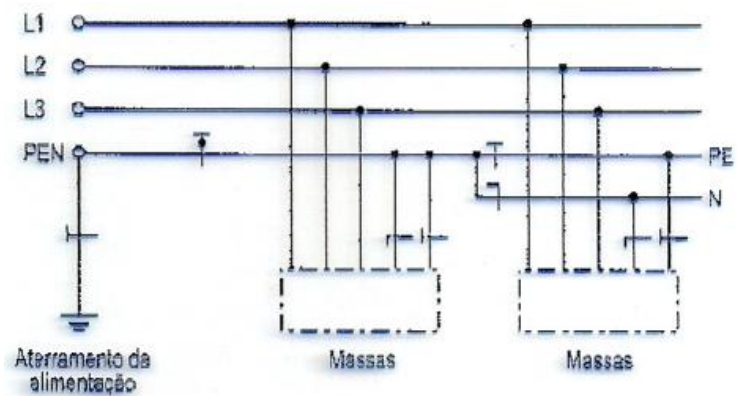 L1
L2
L3
PEN
PE
N
Aterramento da
alimentação
Massas
Massas